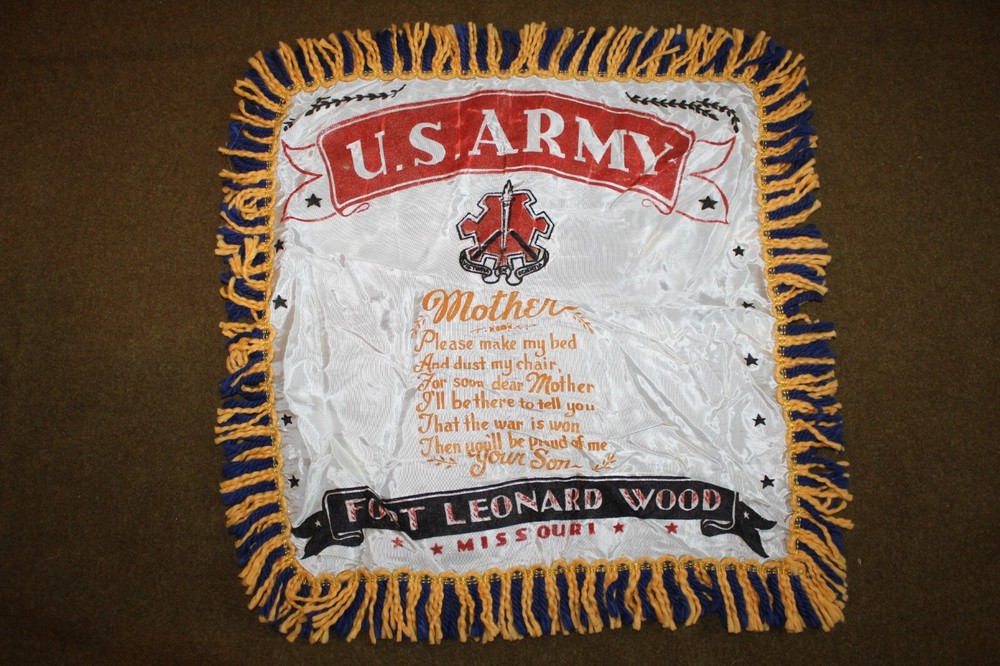 U.S. ARMY
Mother
Please make my bed
And dust my chair,
For soon dear Mother
I'll be there to tell you
That the war is won
Then you'll be proud of me
Your Son
FORT LEONARD WOOD
MISSOURI